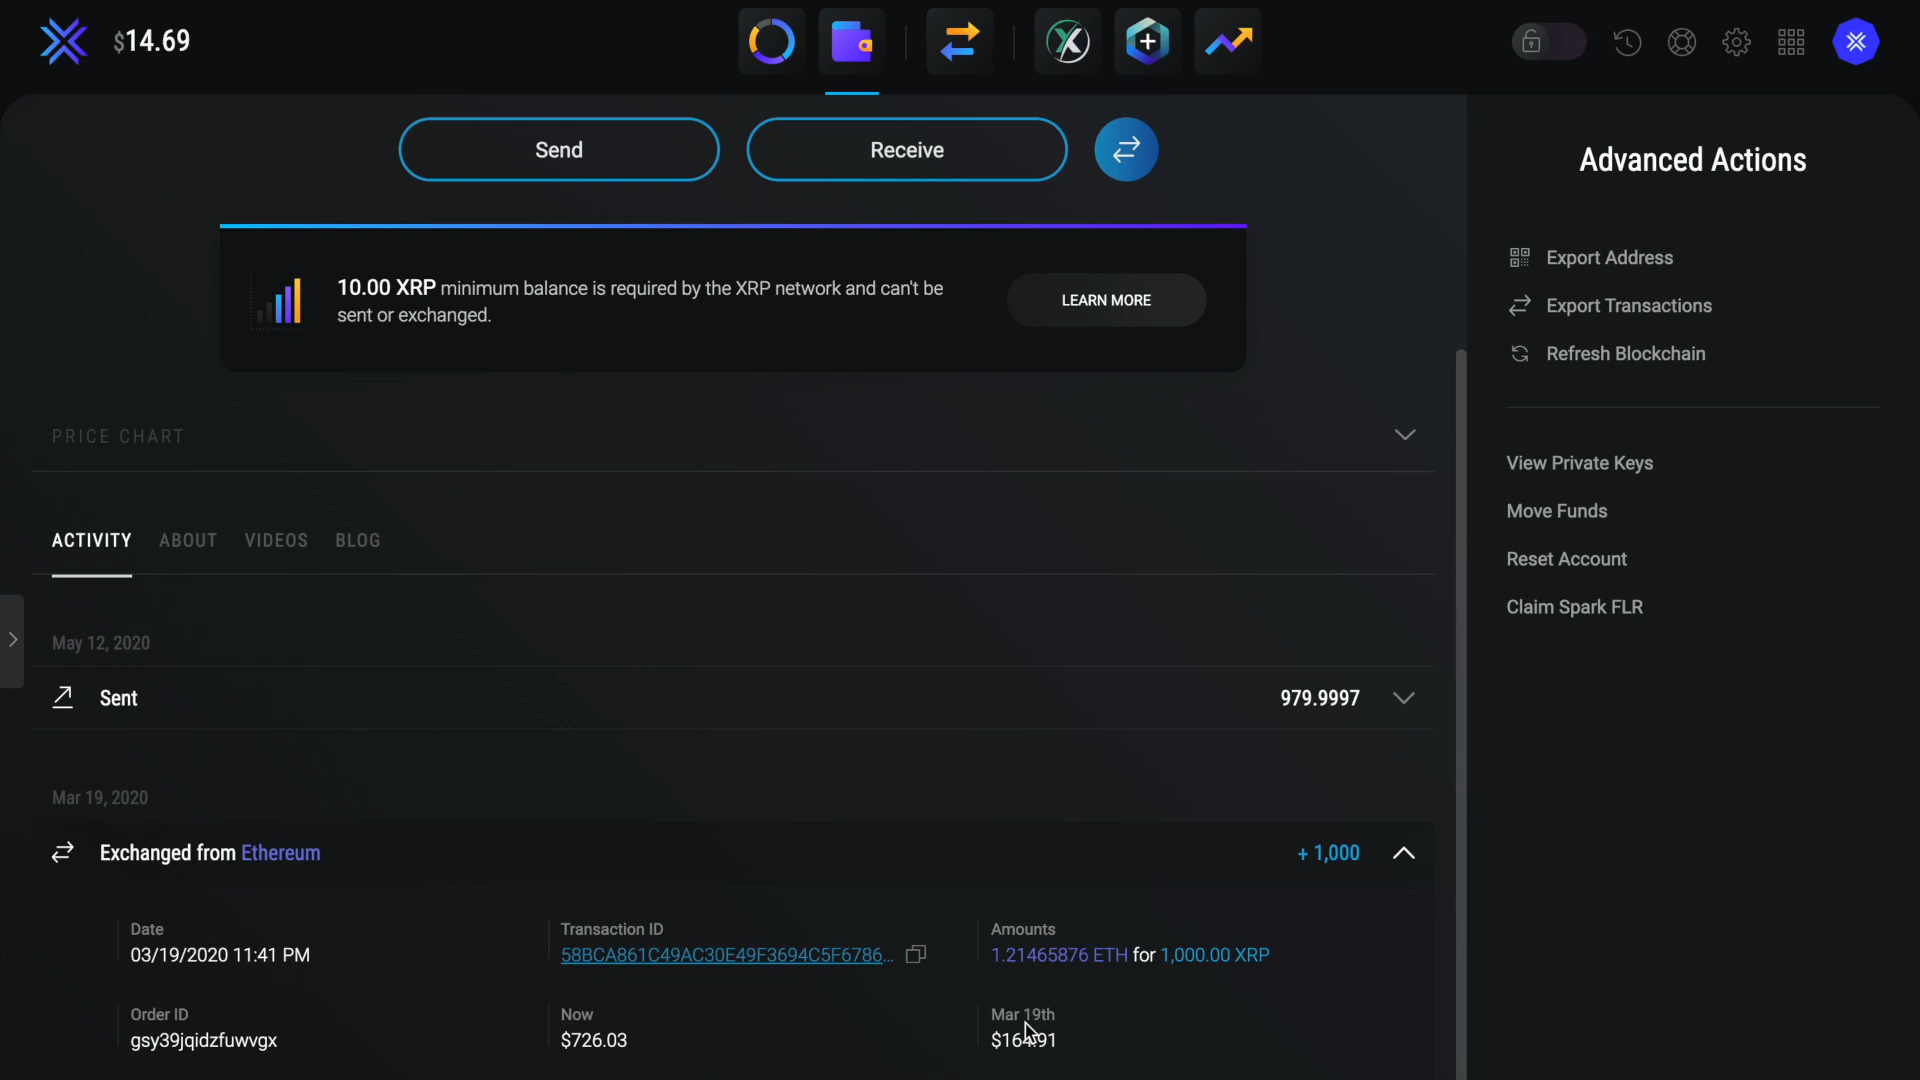 $14.69
Send
Receive
Advanced Actions
Export Address
Export Transactions
Refresh Blockchain
View Private Keys
Move Funds
Reset Account
Claim Spark FLR
10.00 XRP minimum balance is required by the XRP network and can't be
sent or exchanged.
LEARN MORE
PRICE CHART
ACTIVITY ABOUT VIDEOS BLOG
May 12, 2020
Sent 979.9997
Mar 19, 2020
Exchanged from Ethereum + 1,000
Date Transaction ID Amounts
03/19/2020 11:41 PM 58BCA861C49AC30E49F3694C5F6786... 1.21465876 ETH for 1,000.00 XRP
Order ID Now Mar 19th
gsy39jqidzfuwvgx $726.03 $164.91